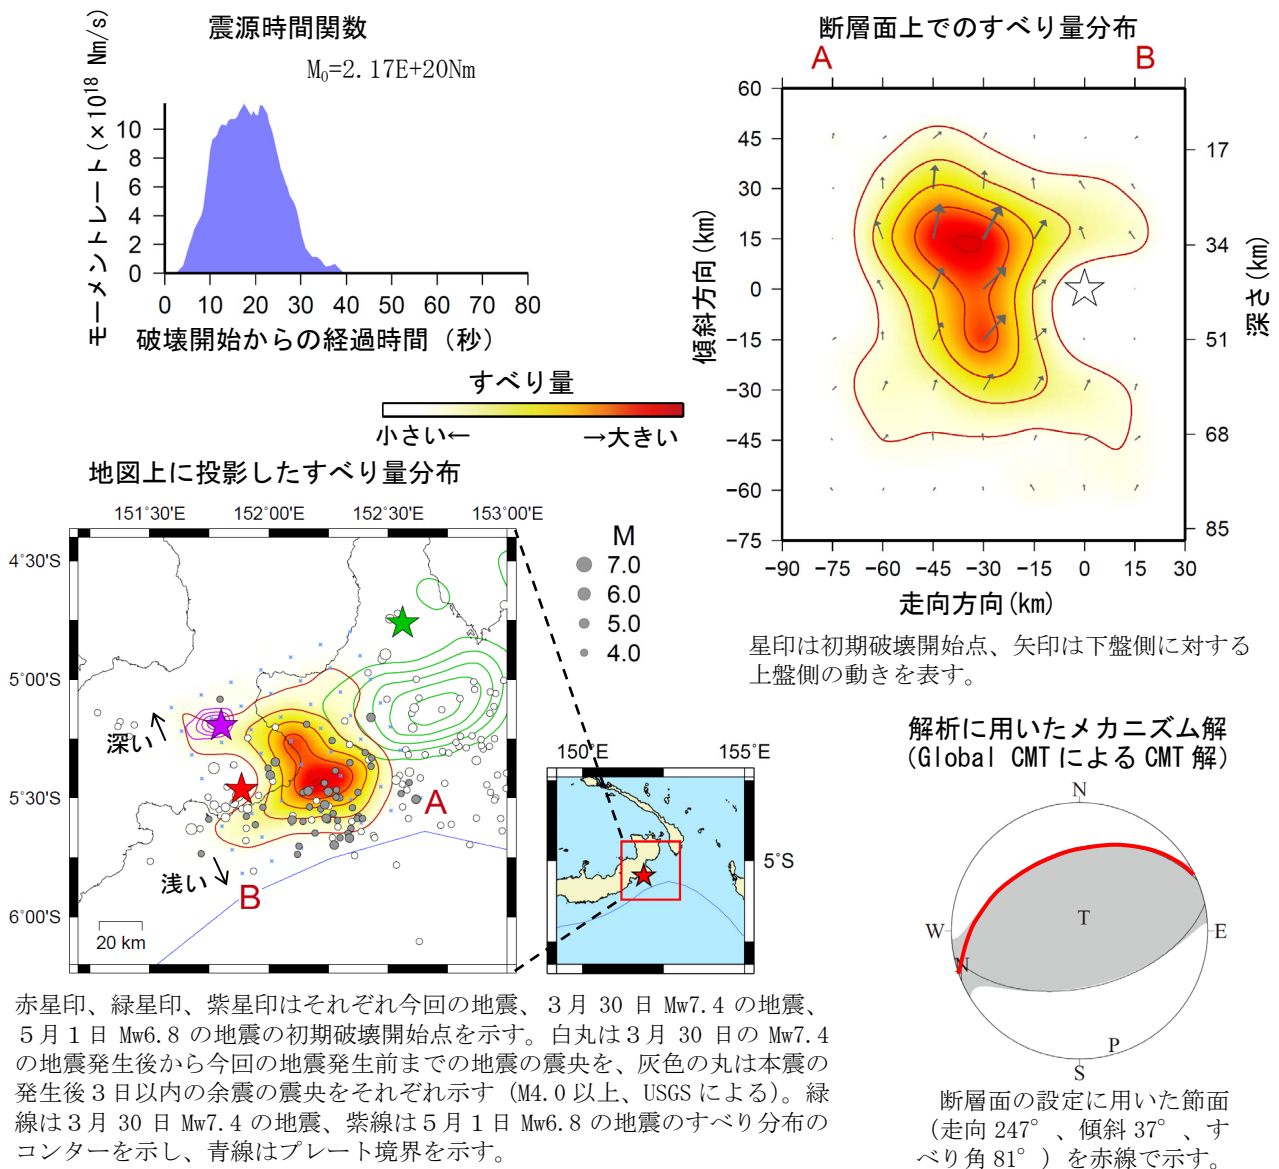 震源時間関数
M₀=2.17E+20Nm
モーメントレート(×10¹⁸ Nm/s)
10
8
6
4
2
0
0 10 20 30 40 50 60 70 80
破壊開始からの経過時間（秒）
すべり量
小さい← →大きい
断層面上でのすべり量分布
A B
60
45
30
15
0
−15
−30
−45
−60
−75
傾斜方向(km)
17
34
51
68
85
深さ(km)
−90 −75 −60 −45 −30 −15 0 15 30
走向方向(km)
星印は初期破壊開始点、矢印は下盤側に対する
上盤側の動きを表す。
地図上に投影したすべり量分布
151°30'E 152°00'E 152°30'E 153°00'E
4°30'S
5°00'S
5°30'S
6°00'S
深い
浅い
A
B
20 km
M
7.0
6.0
5.0
4.0
150°E 155°E
5°S
解析に用いたメカニズム解
(Global CMTによるCMT解)
N
W
E
S
T
P
N
断層面の設定に用いた節面
（走向 247°、傾斜 37°、す
べり角 81°）を赤線で示す。
赤星印、緑星印、紫星印はそれぞれ今回の地震、３月 30 日 Mw7.4 の地震、
５月１日 Mw6.8 の地震の初期破壊開始点を示す。白丸は３月 30 日の Mw7.4
の地震発生後から今回の地震発生前までの地震の震央を、灰色の丸は本震の
発生後３日以内の余震の震央をそれぞれ示す（M4.0 以上、USGS による）。緑
線は３月 30 日 Mw7.4 の地震、紫線は５月１日 Mw6.8 の地震のすべり分布の
コンターを示し、青線はプレート境界を示す。